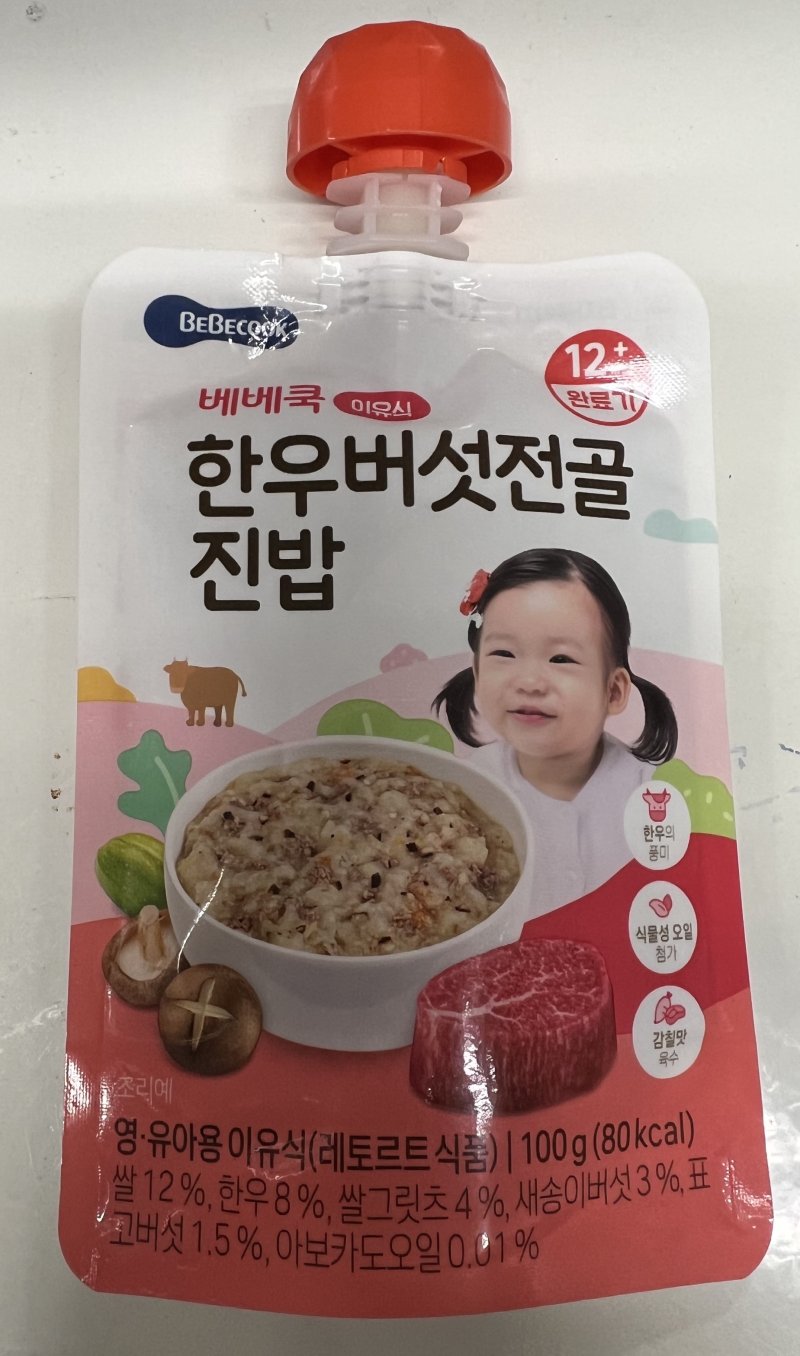 BEBECOOK
12+
완료기
베베쿡 이유식
한우버섯전골
진밥
한우의
풍미
식물성 오일
첨가
감칠맛
육수
조리예
영·유아용 이유식(레토르트 식품) | 100g (80kcal)
쌀 12%, 한우 8%, 쌀그릿츠 4%, 새송이버섯 3%, 표
고버섯 1.5%, 아보카도오일 0.01%